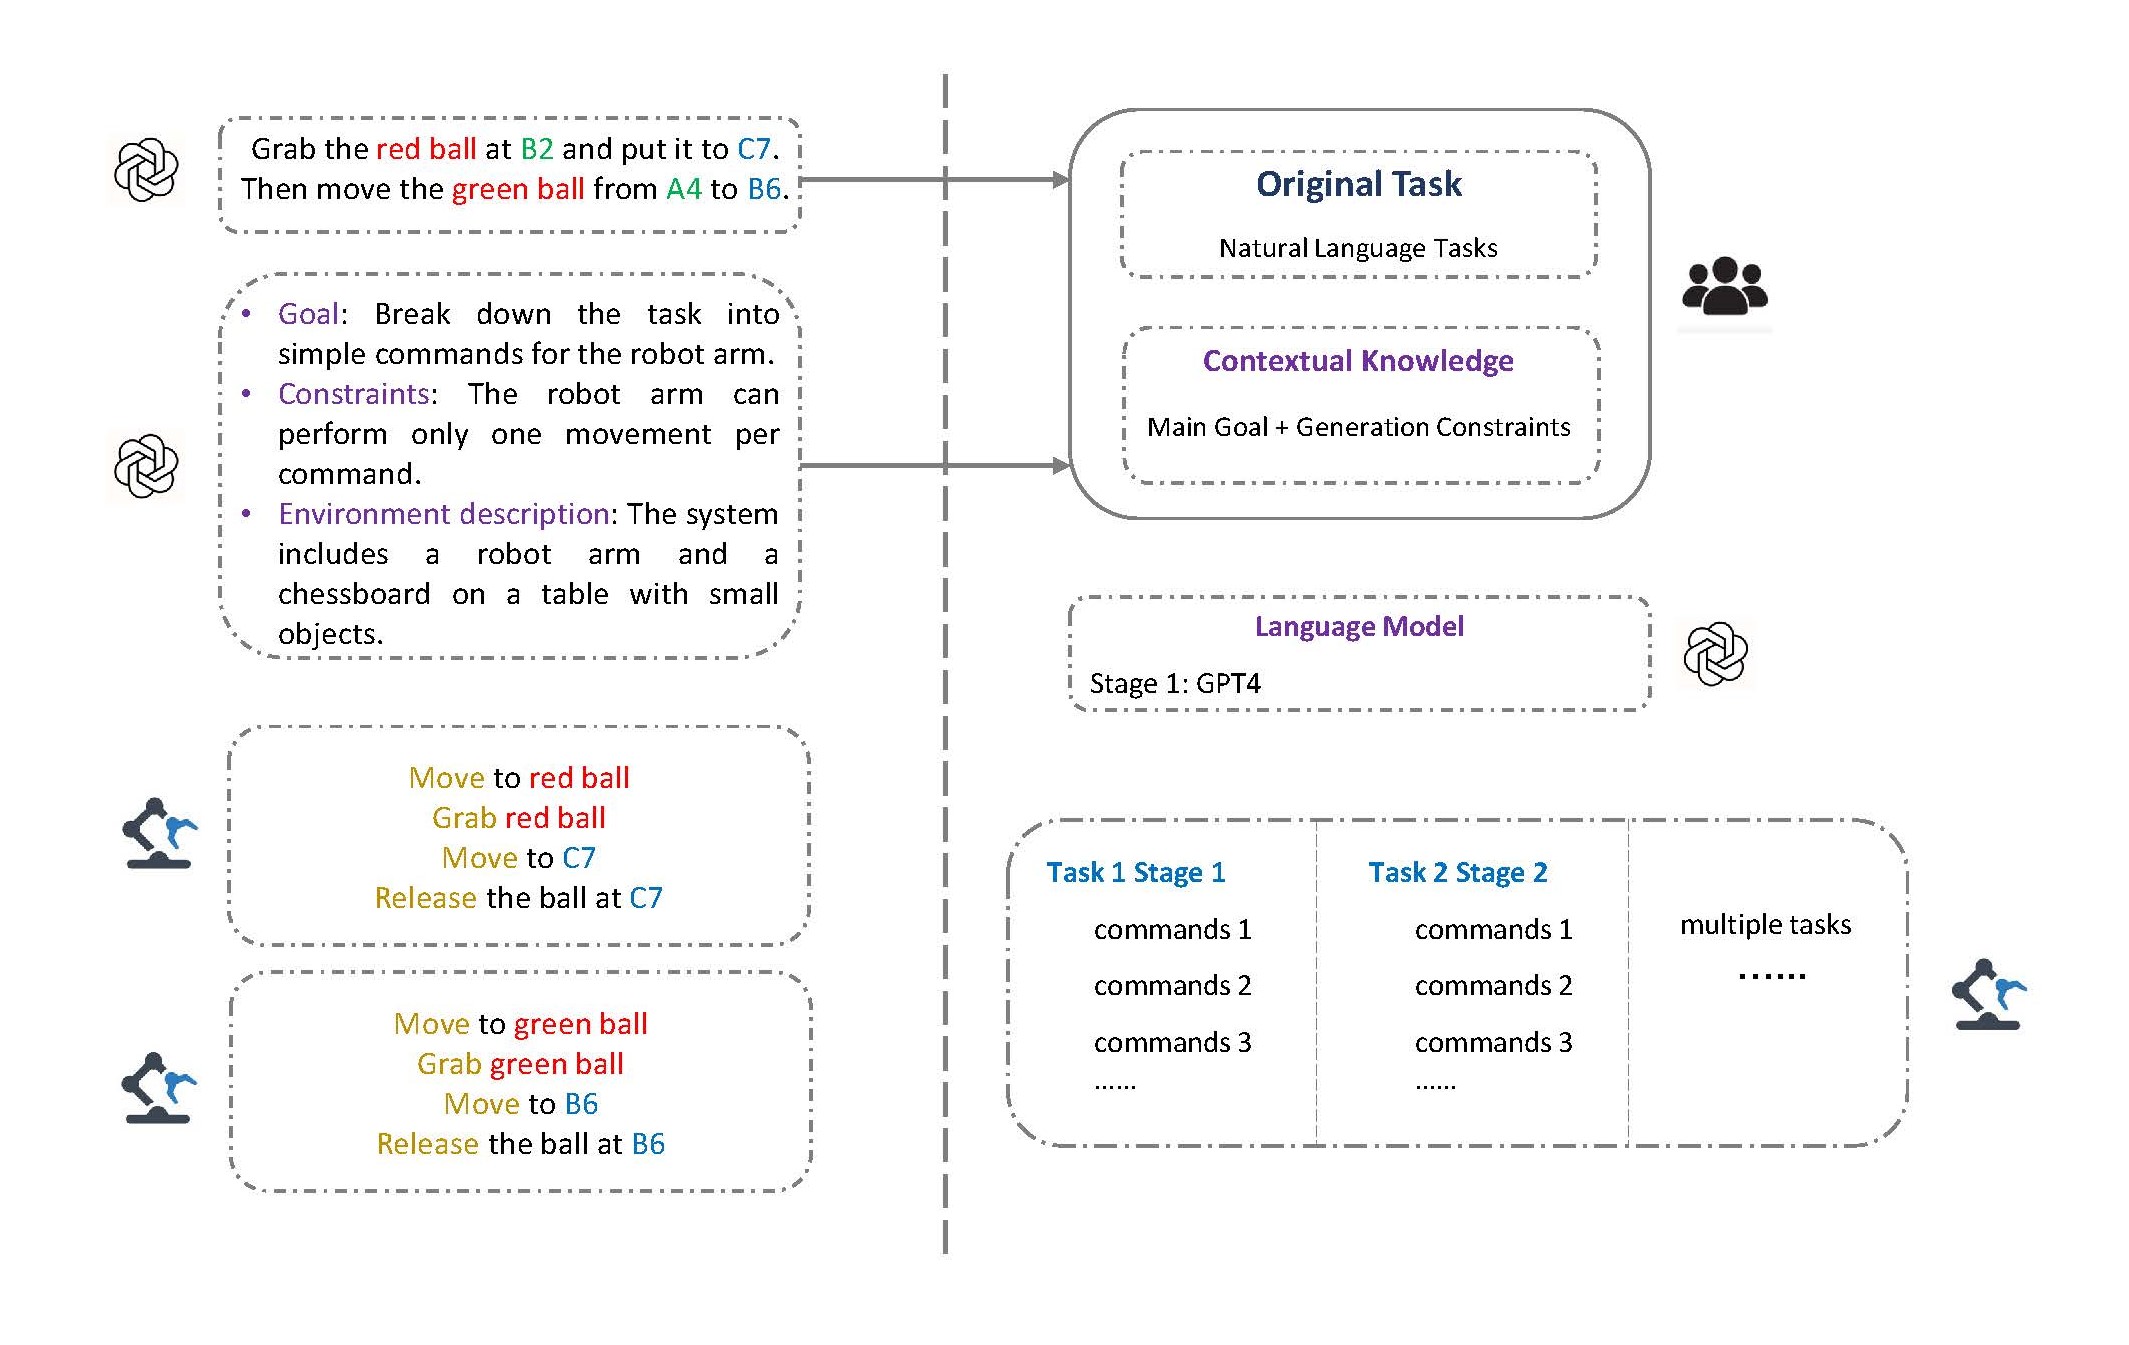 Grab the red ball at B2 and put it to C7.
Then move the green ball from A4 to B6.
• Goal: Break down the task into
simple commands for the robot arm.
• Constraints: The robot arm can
perform only one movement per
command.
• Environment description: The system
includes a robot arm and a
chessboard on a table with small
objects.
Move to red ball
Grab red ball
Move to C7
Release the ball at C7
Move to green ball
Grab green ball
Move to B6
Release the ball at B6
Original Task
Natural Language Tasks
Contextual Knowledge
Main Goal + Generation Constraints
Language Model
Stage 1: GPT4
Task 1 Stage 1
commands 1
commands 2
commands 3
......
Task 2 Stage 2
commands 1
commands 2
commands 3
......
multiple tasks
......